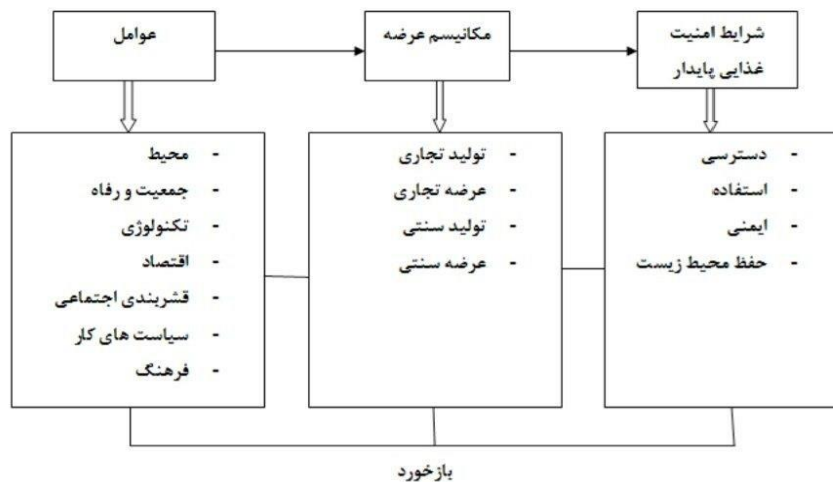 عوامل
مکانیسم عرضه
شرایط امنیت
غذایی پایدار
- محیط
- جمعیت و رفاه
- تکنولوژی
- اقتصاد
- قشربندی اجتماعی
- سیاست های کار
- فرهنگ
- تولید تجاری
- عرضه تجاری
- تولید سنتی
- عرضه سنتی
- دسترسی
- استفاده
- ایمنی
- حفظ محیط زیست
بازخورد